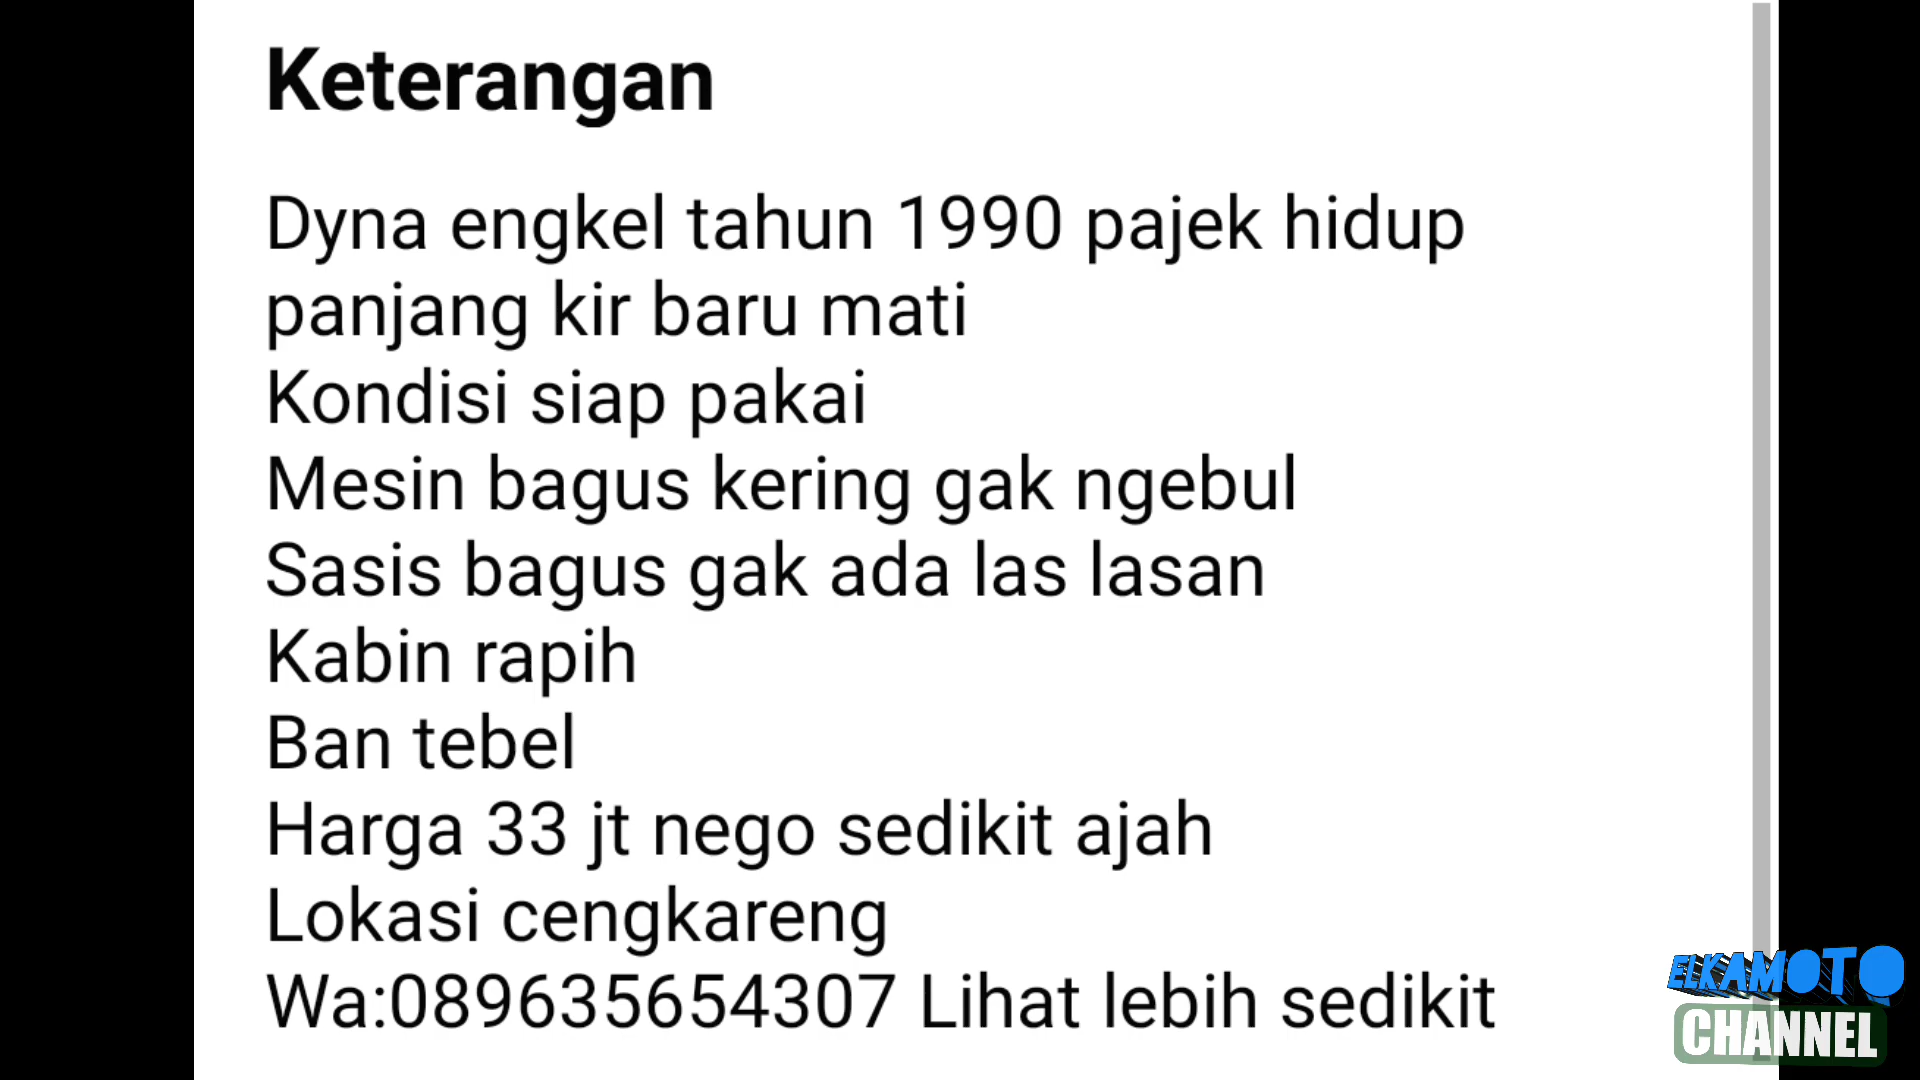 Keterangan
Dyna engkel tahun 1990 pajek hidup
panjang kir baru mati
Kondisi siap pakai
Mesin bagus kering gak ngebul
Sasis bagus gak ada las lasan
Kabin rapih
Ban tebel
Harga 33 jt nego sedikit ajah
Lokasi cengkareng
Wa:089635654307 Lihat lebih sedikit
ELKAMOTO
CHANNEL